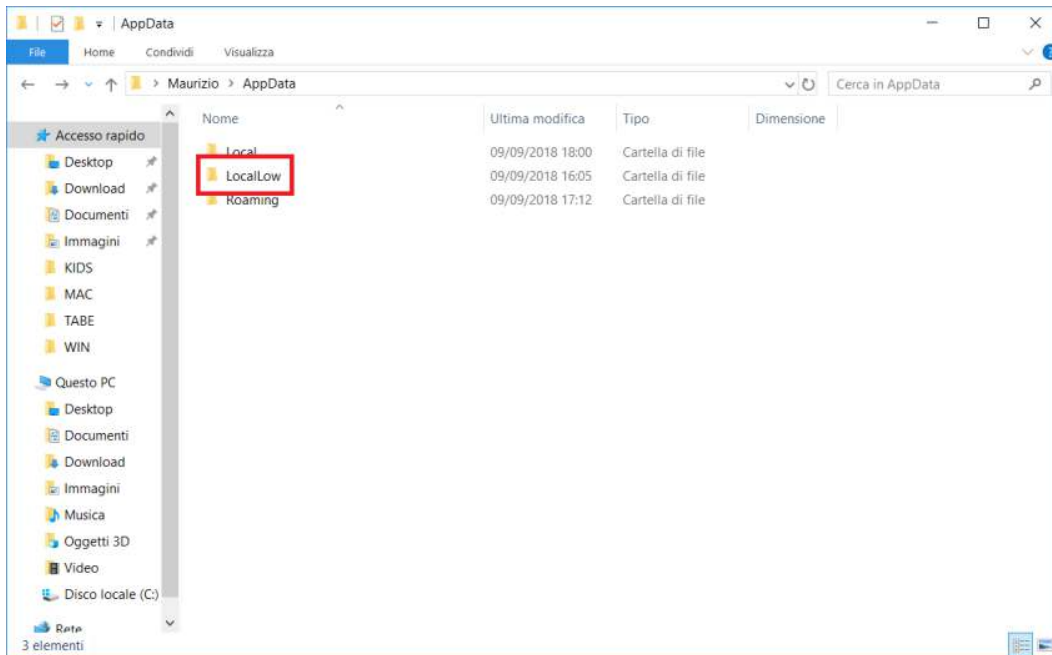 AppData
File Home Condividi Visualizza
Maurizio > AppData
Cerca in AppData
Nome Ultima modifica Tipo Dimensione
Local 09/09/2018 18:00 Cartella di file
LocalLow 09/09/2018 16:05 Cartella di file
Roaming 09/09/2018 17:12 Cartella di file
Accesso rapido
Desktop
Download
Documenti
Immagini
KIDS
MAC
TABE
WIN
Questo PC
Desktop
Documenti
Download
Immagini
Musica
Oggetti 3D
Video
Disco locale (C:)
Rete
3 elementi